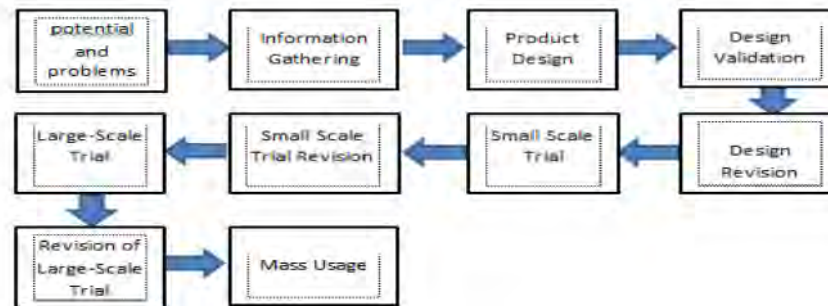 potential
and
problems
Information
Gathering
Product
Design
Design
Validation
Large-Scale
Trial
Small Scale
Trial Revision
Small Scale
Trial
Design
Revision
Revision of
Large-Scale
Trial
Mass Usage